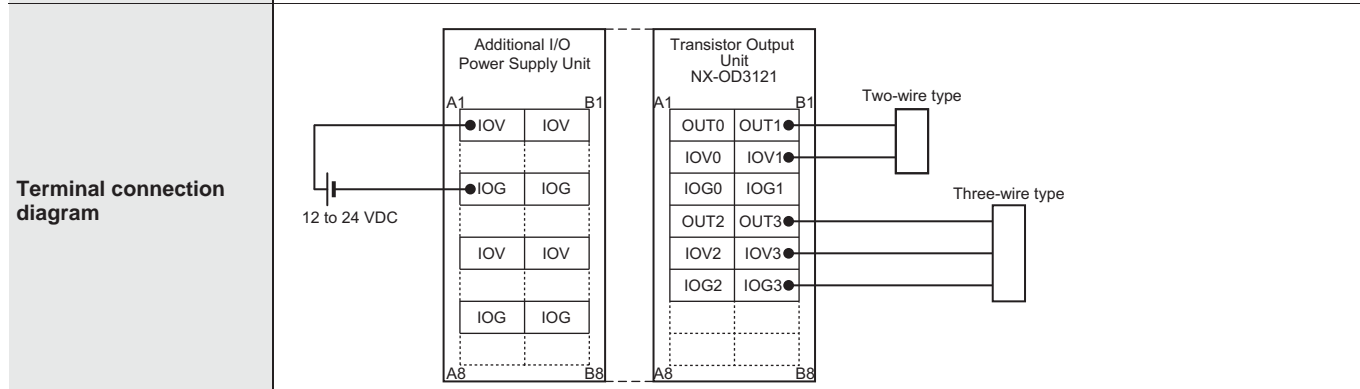 Terminal connection
diagram
Additional I/O
Power Supply Unit
A1 B1
IOV IOV
IOG IOG
IOV IOV
IOG IOG
A8 B8
12 to 24 VDC
Transistor Output
Unit
NX-OD3121
A1 B1
OUT0 OUT1
IOV0 IOV1
IOG0 IOG1
OUT2 OUT3
IOV2 IOV3
IOG2 IOG3
A8 B8
Two-wire type
Three-wire type